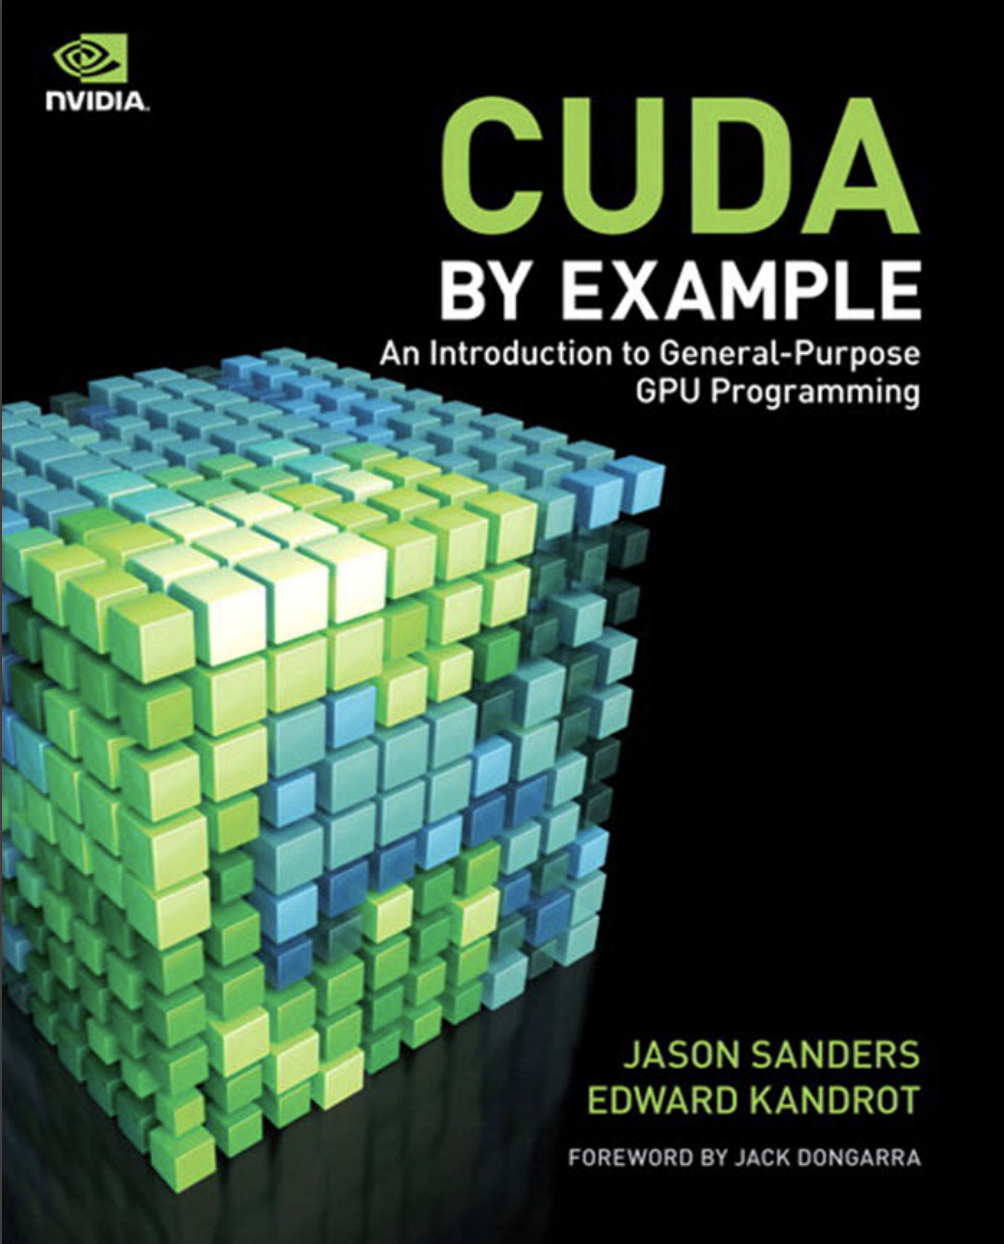 NVIDIA.
CUDA
BY EXAMPLE
An Introduction to General-Purpose
GPU Programming
JASON SANDERS
EDWARD KANDROT
FOREWORD BY JACK DONGARRA